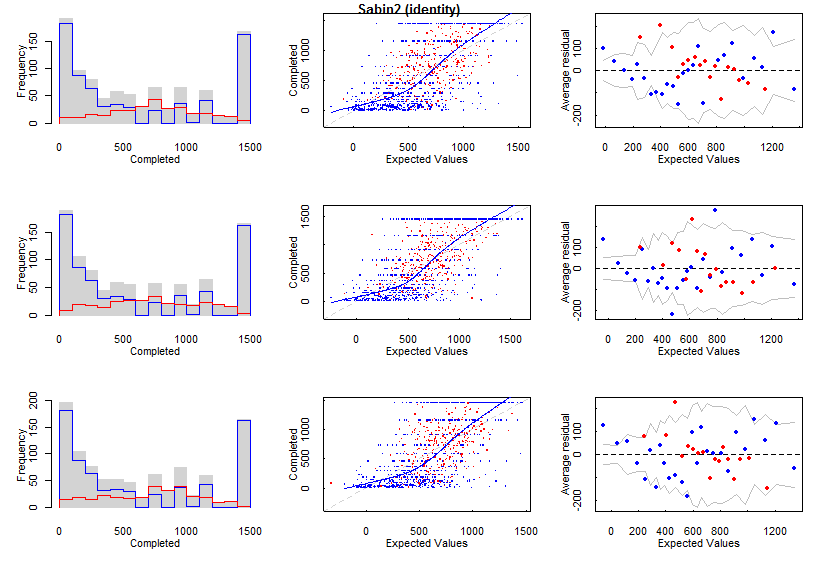 Sabin2 (identity)
Frequency
0 50 100 150
0 500 1000 1500
Completed
Completed
0 500 1000 1500
0 500 1000 1500
Expected Values
Average residual
-200 0 100
0 200 400 600 800 1200
Expected Values
Frequency
0 50 100 150
0 500 1000 1500
Completed
Completed
0 500 1500
0 500 1000 1500
Expected Values
Average residual
-200 0 100
0 200 400 600 800 1200
Expected Values
Frequency
0 50 100 150 200
0 500 1000 1500
Completed
Completed
0 500 1000
0 500 1000 1500
Expected Values
Average residual
-200 0 100
0 200 400 600 800 1200
Expected Values